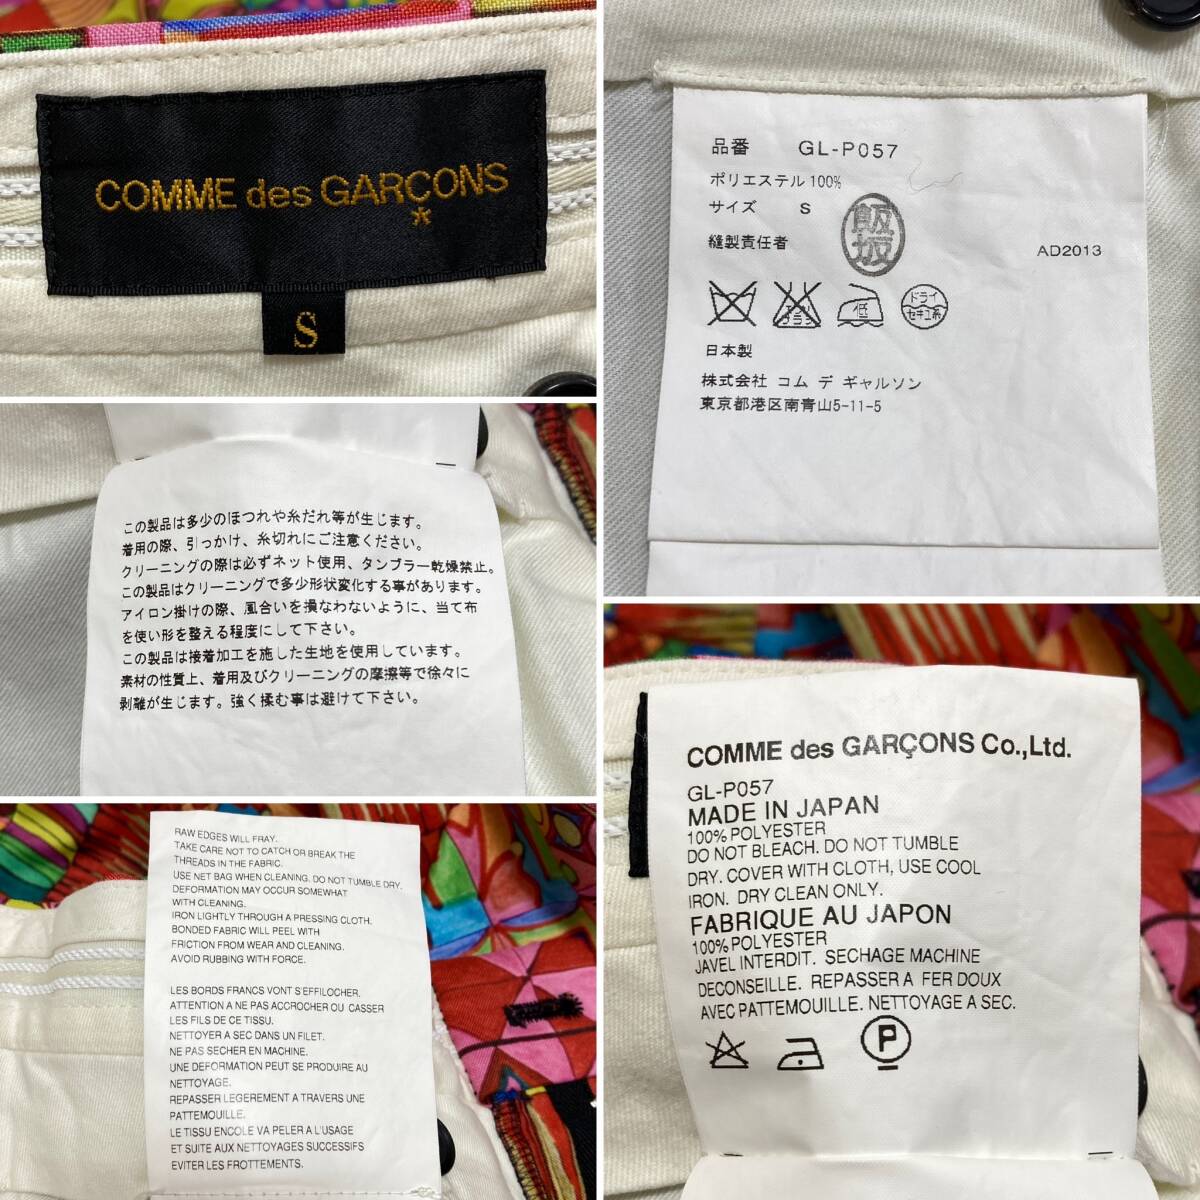 COMME des GARÇONS
*
S
品番 GL-P057
ポリエステル 100%
サイズ S
飯坂
縫製責任者
AD2013
エンソ
サラシ
低
ドライ
セキユ系
日本製
株式会社 コム デ ギャルソン
東京都港区南青山5-11-5
この製品は多少のほつれや糸だれ等が生じます。
着用の際、引っかけ、糸切れにご注意ください。
クリーニングの際は必ずネット使用、タンブラー乾燥禁止。
この製品はクリーニングで多少形状変化する事があります。
アイロン掛けの際、風合いを損なわないように、当て布
を使い形を整える程度にして下さい。
この製品は接着加工を施した生地を使用しています。
素材の性質上、着用及びクリーニングの摩擦等で徐々に
剥離が生じます。強く揉む事は避けて下さい。
COMME des GARÇONS Co.,Ltd.
GL-P057
MADE IN JAPAN
100% POLYESTER
DO NOT BLEACH. DO NOT TUMBLE
DRY. COVER WITH CLOTH, USE COOL
IRON. DRY CLEAN ONLY.
FABRIQUE AU JAPON
100% POLYESTER
JAVEL INTERDIT. SECHAGE MACHINE
DECONSEILLE. REPASSER A FER DOUX
AVEC PATTEMOUILLE. NETTOYAGE A SEC.
P
RAW EDGES WILL FRAY.
TAKE CARE NOT TO CATCH OR BREAK THE
THREADS IN THE FABRIC.
USE NET BAG WHEN CLEANING. DO NOT TUMBLE DRY.
DEFORMATION MAY OCCUR SOMEWHAT
WITH CLEANING.
IRON LIGHTLY THROUGH A PRESSING CLOTH.
BONDED FABRIC WILL PEEL WITH
FRICTION FROM WEAR AND CLEANING.
AVOID RUBBING WITH FORCE.
LES BORDS FRANCS VONT S'EFFILOCHER.
ATTENTION A NE PAS ACCROCHER OU CASSER
LES FILS DE CE TISSU.
NETTOYER A SEC DANS UN FILET.
NE PAS SECHER EN MACHINE.
UNE DEFORMATION PEUT SE PRODUIRE AU
NETTOYAGE.
REPASSER LEGEREMENT A TRAVERS UNE
PATTEMOUILLE.
LE TISSU ENCOLE VA PELER A L'USAGE
ET SUITE AUX NETTOYAGES SUCCESSIFS
EVITER LES FROTTEMENTS.